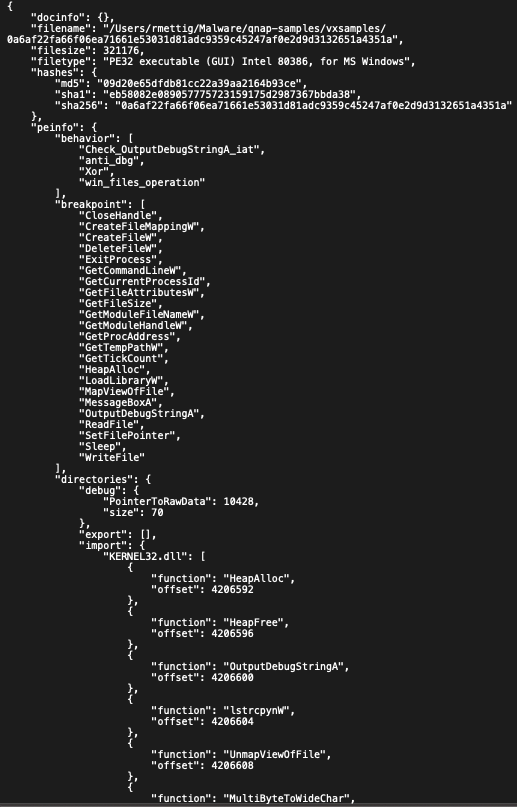 {
"docinfo": {},
"filename": "/Users/rmettig/Malware/qnap-samples/vxsamples/
0a6af22fa66f06ea71661e53031d81adc9359c45247af0e2d9d3132651a4351a",
"filesize": 321176,
"filetype": "PE32 executable (GUI) Intel 80386, for MS Windows",
"hashes": {
"md5": "09d20e65dfdb81cc22a39aa2164b93ce",
"sha1": "eb58082e089057775723159175d2987367bbda38",
"sha256": "0a6af22fa66f06ea71661e53031d81adc9359c45247af0e2d9d3132651a4351a"
},
"peinfo": {
"behavior": [
"Check_OutputDebugStringA_iat",
"anti_dbg",
"Xor",
"win_files_operation"
],
"breakpoint": [
"CloseHandle",
"CreateFileMappingW",
"CreateFileW",
"DeleteFileW",
"ExitProcess",
"GetCommandLineW",
"GetCurrentProcessId",
"GetFileAttributesW",
"GetFileSize",
"GetModuleFileNameW",
"GetModuleHandleW",
"GetProcAddress",
"GetTempPathW",
"GetTickCount",
"HeapAlloc",
"LoadLibraryW",
"MapViewOfFile",
"MessageBoxA",
"OutputDebugStringA",
"ReadFile",
"SetFilePointer",
"Sleep",
"WriteFile"
],
"directories": {
"debug": {
"PointerToRawData": 10428,
"size": 70
},
"export": [],
"import": {
"KERNEL32.dll": [
{
"function": "HeapAlloc",
"offset": 4206592
},
{
"function": "HeapFree",
"offset": 4206596
},
{
"function": "OutputDebugStringA",
"offset": 4206600
},
{
"function": "lstrcpynW",
"offset": 4206604
},
{
"function": "UnmapViewOfFile",
"offset": 4206608
},
{
"function": "MultiByteToWideChar",